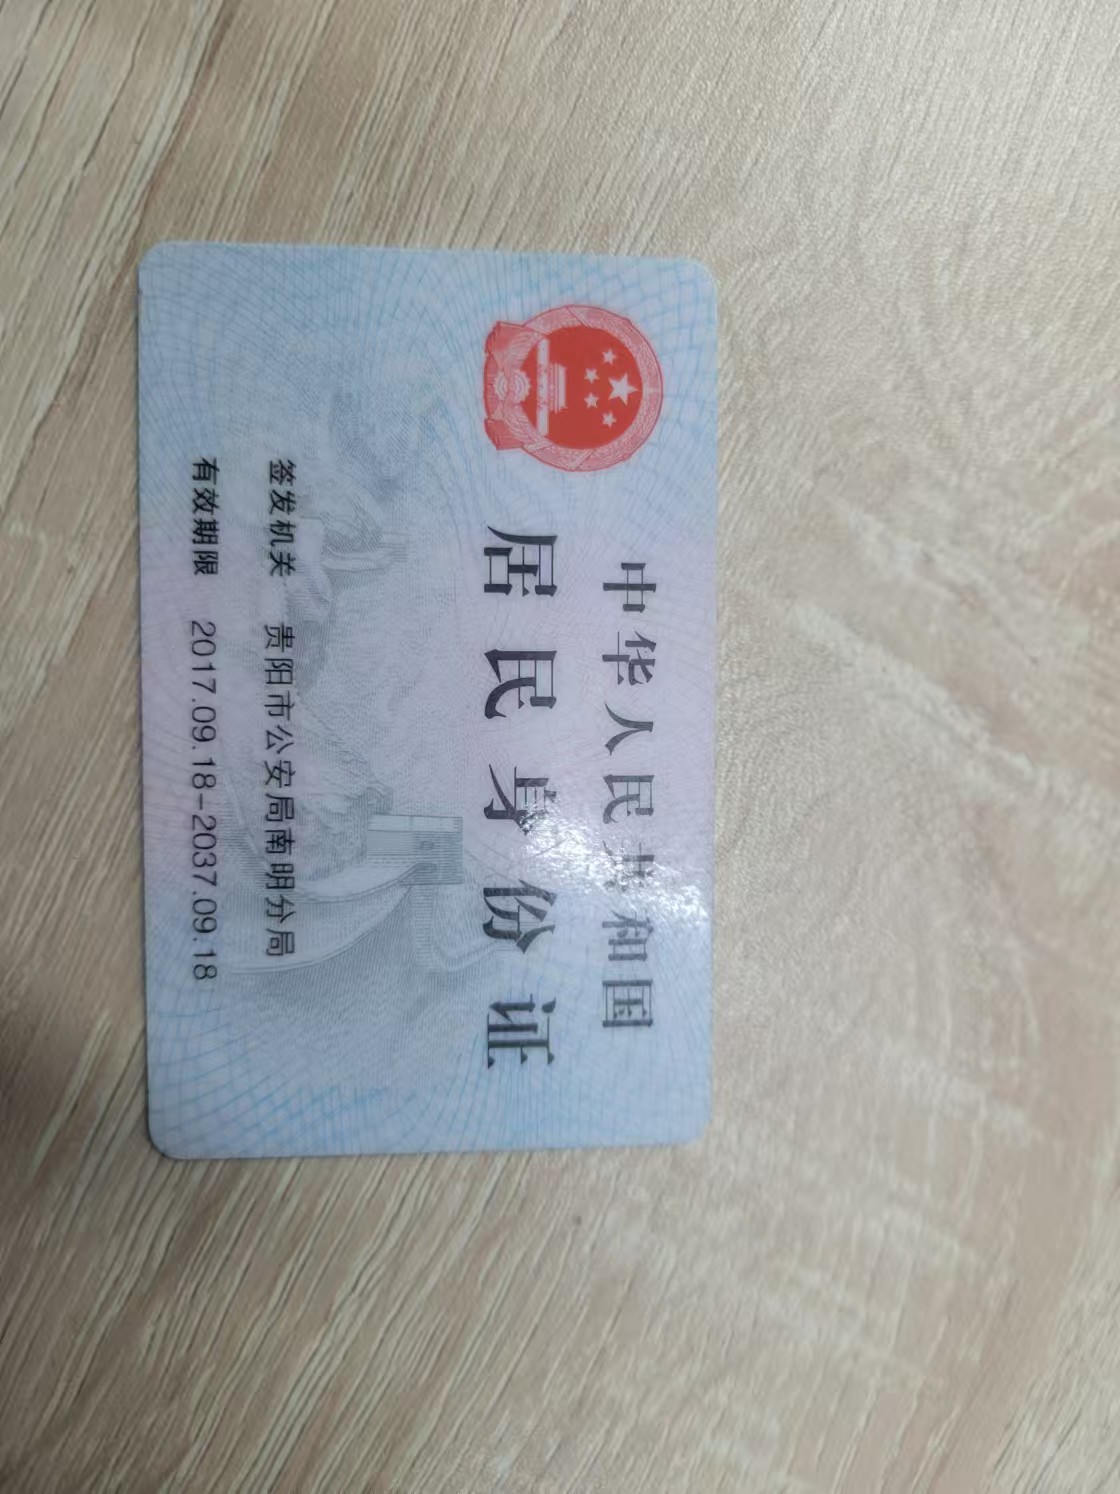 中华人民共和国
居民身份证
签发机关 贵阳市公安局南明分局
有效期限 2017.09.18-2037.09.18